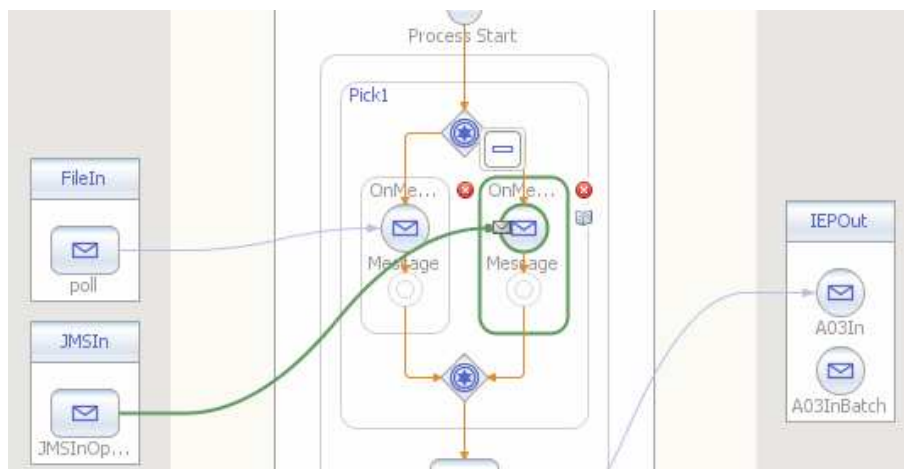 Process Start
Pick1
FileIn
OnMe...
OnMe...
IEPOut
poll
Message
Message
JMSIn
A03In
JMSInOp...
A03InBatch